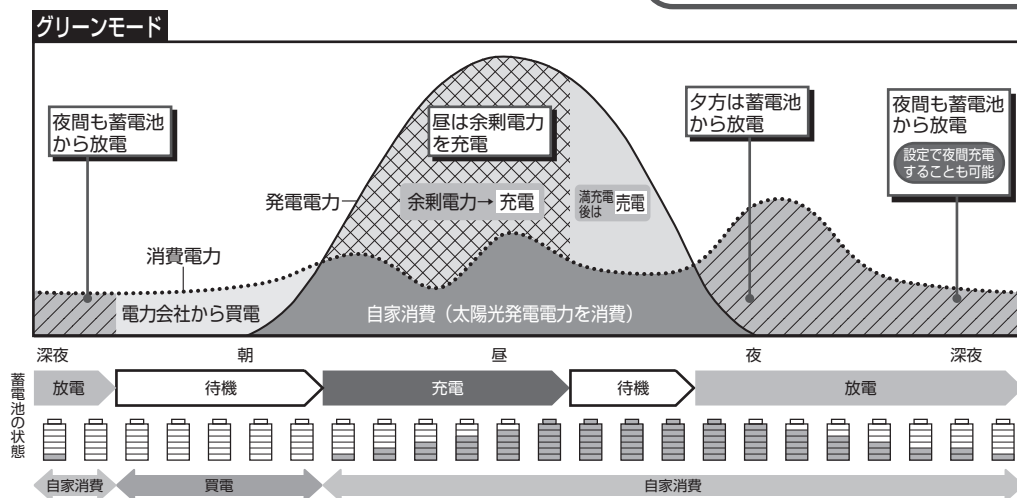 グリーンモード
夜間も蓄電池
から放電
昼は余剰電力
を充電
夕方は蓄電池
から放電
夜間も蓄電池
から放電
設定で夜間充電
することも可能
発電電力
余剰電力→充電
満充電
後は
売電
消費電力
電力会社から買電
自家消費（太陽光発電電力を消費）
深夜
朝
昼
夜
深夜
蓄電池の状態
放電
待機
充電
待機
放電
自家消費
買電
自家消費